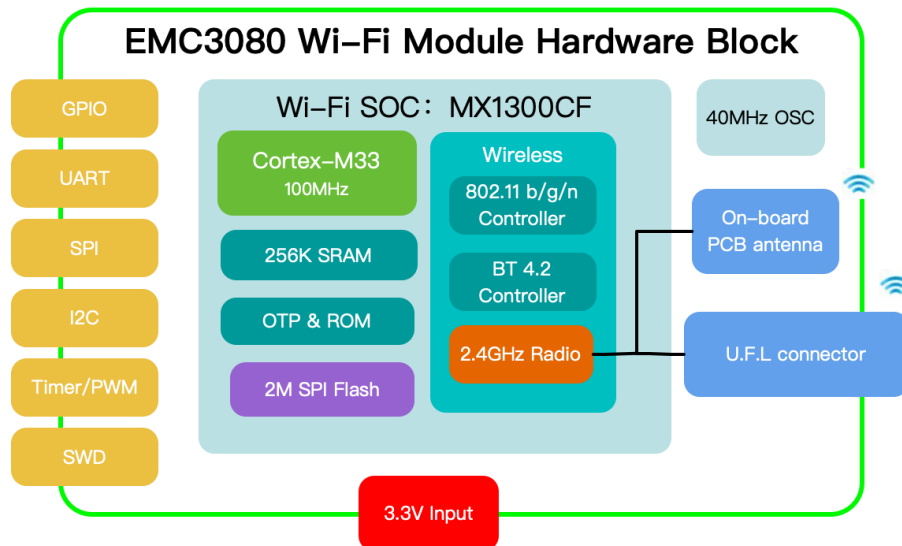 EMC3080 Wi-Fi Module Hardware Block
GPIO
UART
SPI
I2C
Timer/PWM
SWD
Wi-Fi SOC：MX1300CF
Cortex-M33
100MHz
256K SRAM
OTP & ROM
2M SPI Flash
Wireless
802.11 b/g/n
Controller
BT 4.2
Controller
2.4GHz Radio
40MHz OSC
On-board
PCB antenna
U.F.L connector
3.3V Input